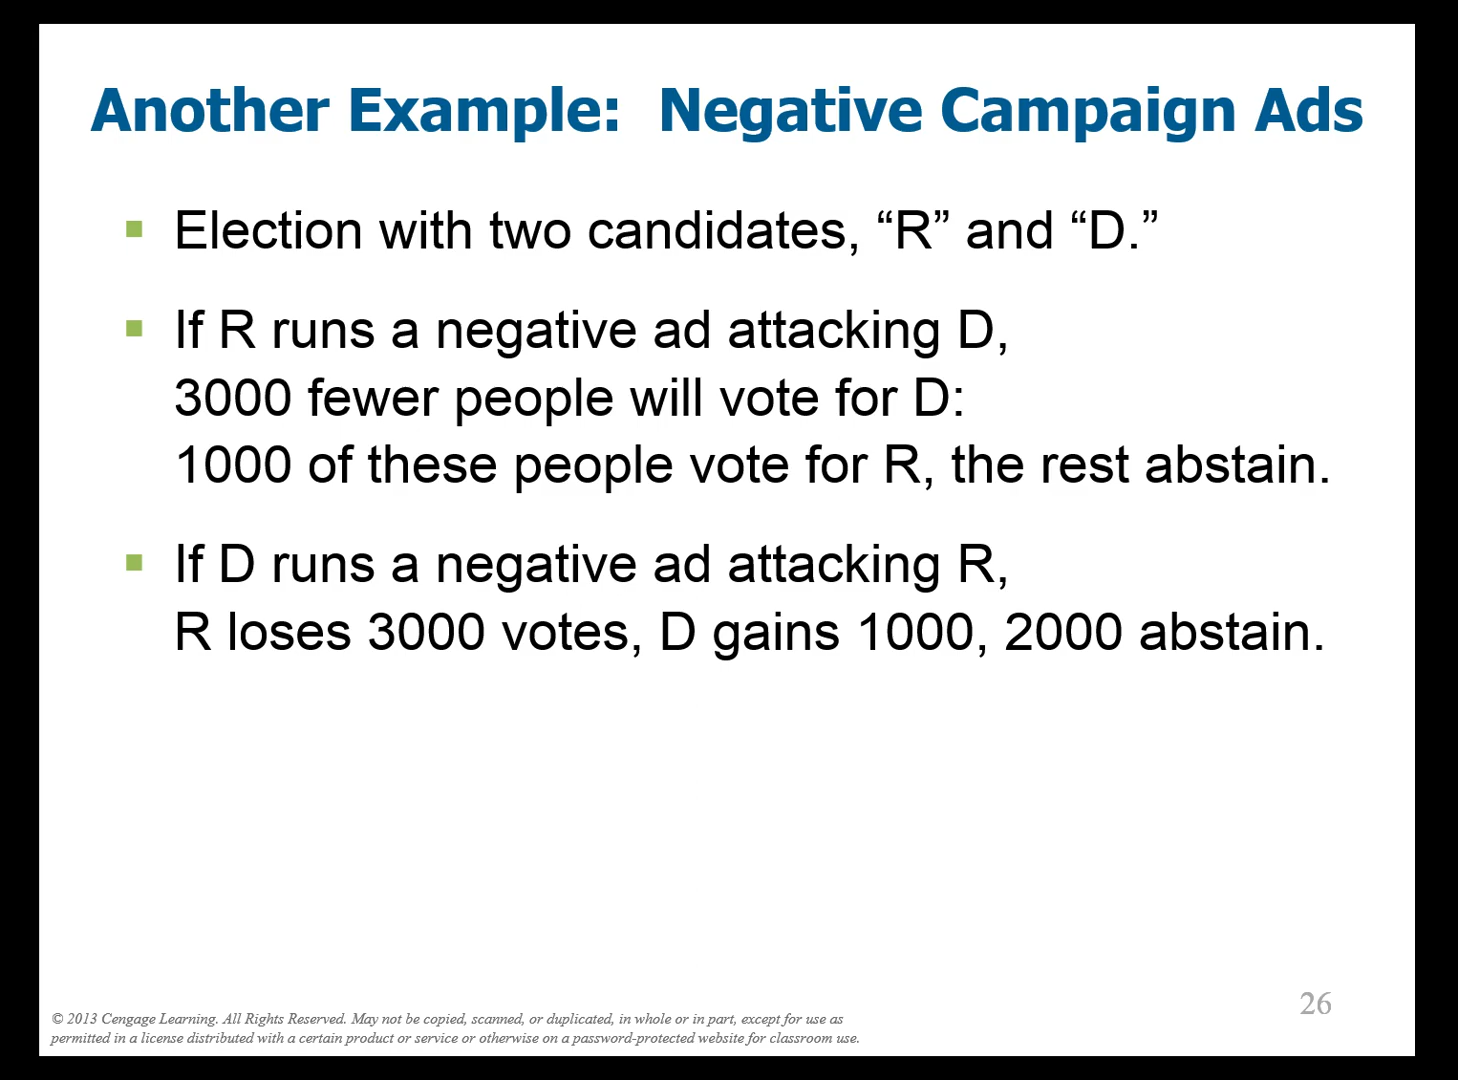 Another Example: Negative Campaign Ads
Election with two candidates, “R” and “D.”
If R runs a negative ad attacking D,
3000 fewer people will vote for D:
1000 of these people vote for R, the rest abstain.
If D runs a negative ad attacking R,
R loses 3000 votes, D gains 1000, 2000 abstain.
26
© 2013 Cengage Learning. All Rights Reserved. May not be copied, scanned, or duplicated, in whole or in part, except for use as
permitted in a license distributed with a certain product or service or otherwise on a password-protected website for classroom use.